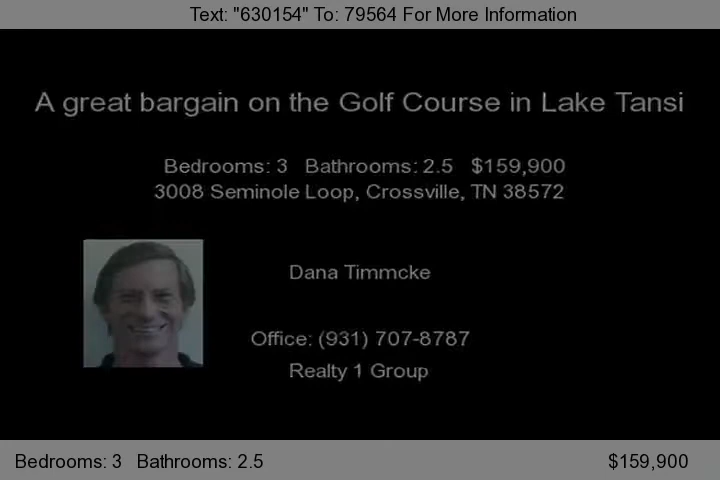 Text: "630154" To: 79564 For More Information
A great bargain on the Golf Course in Lake Tansi
Bedrooms: 3 Bathrooms: 2.5 $159,900
3008 Seminole Loop, Crossville, TN 38572
Dana Timmcke
Office: (931) 707-8787
Realty 1 Group
Bedrooms: 3 Bathrooms: 2.5 $159,900